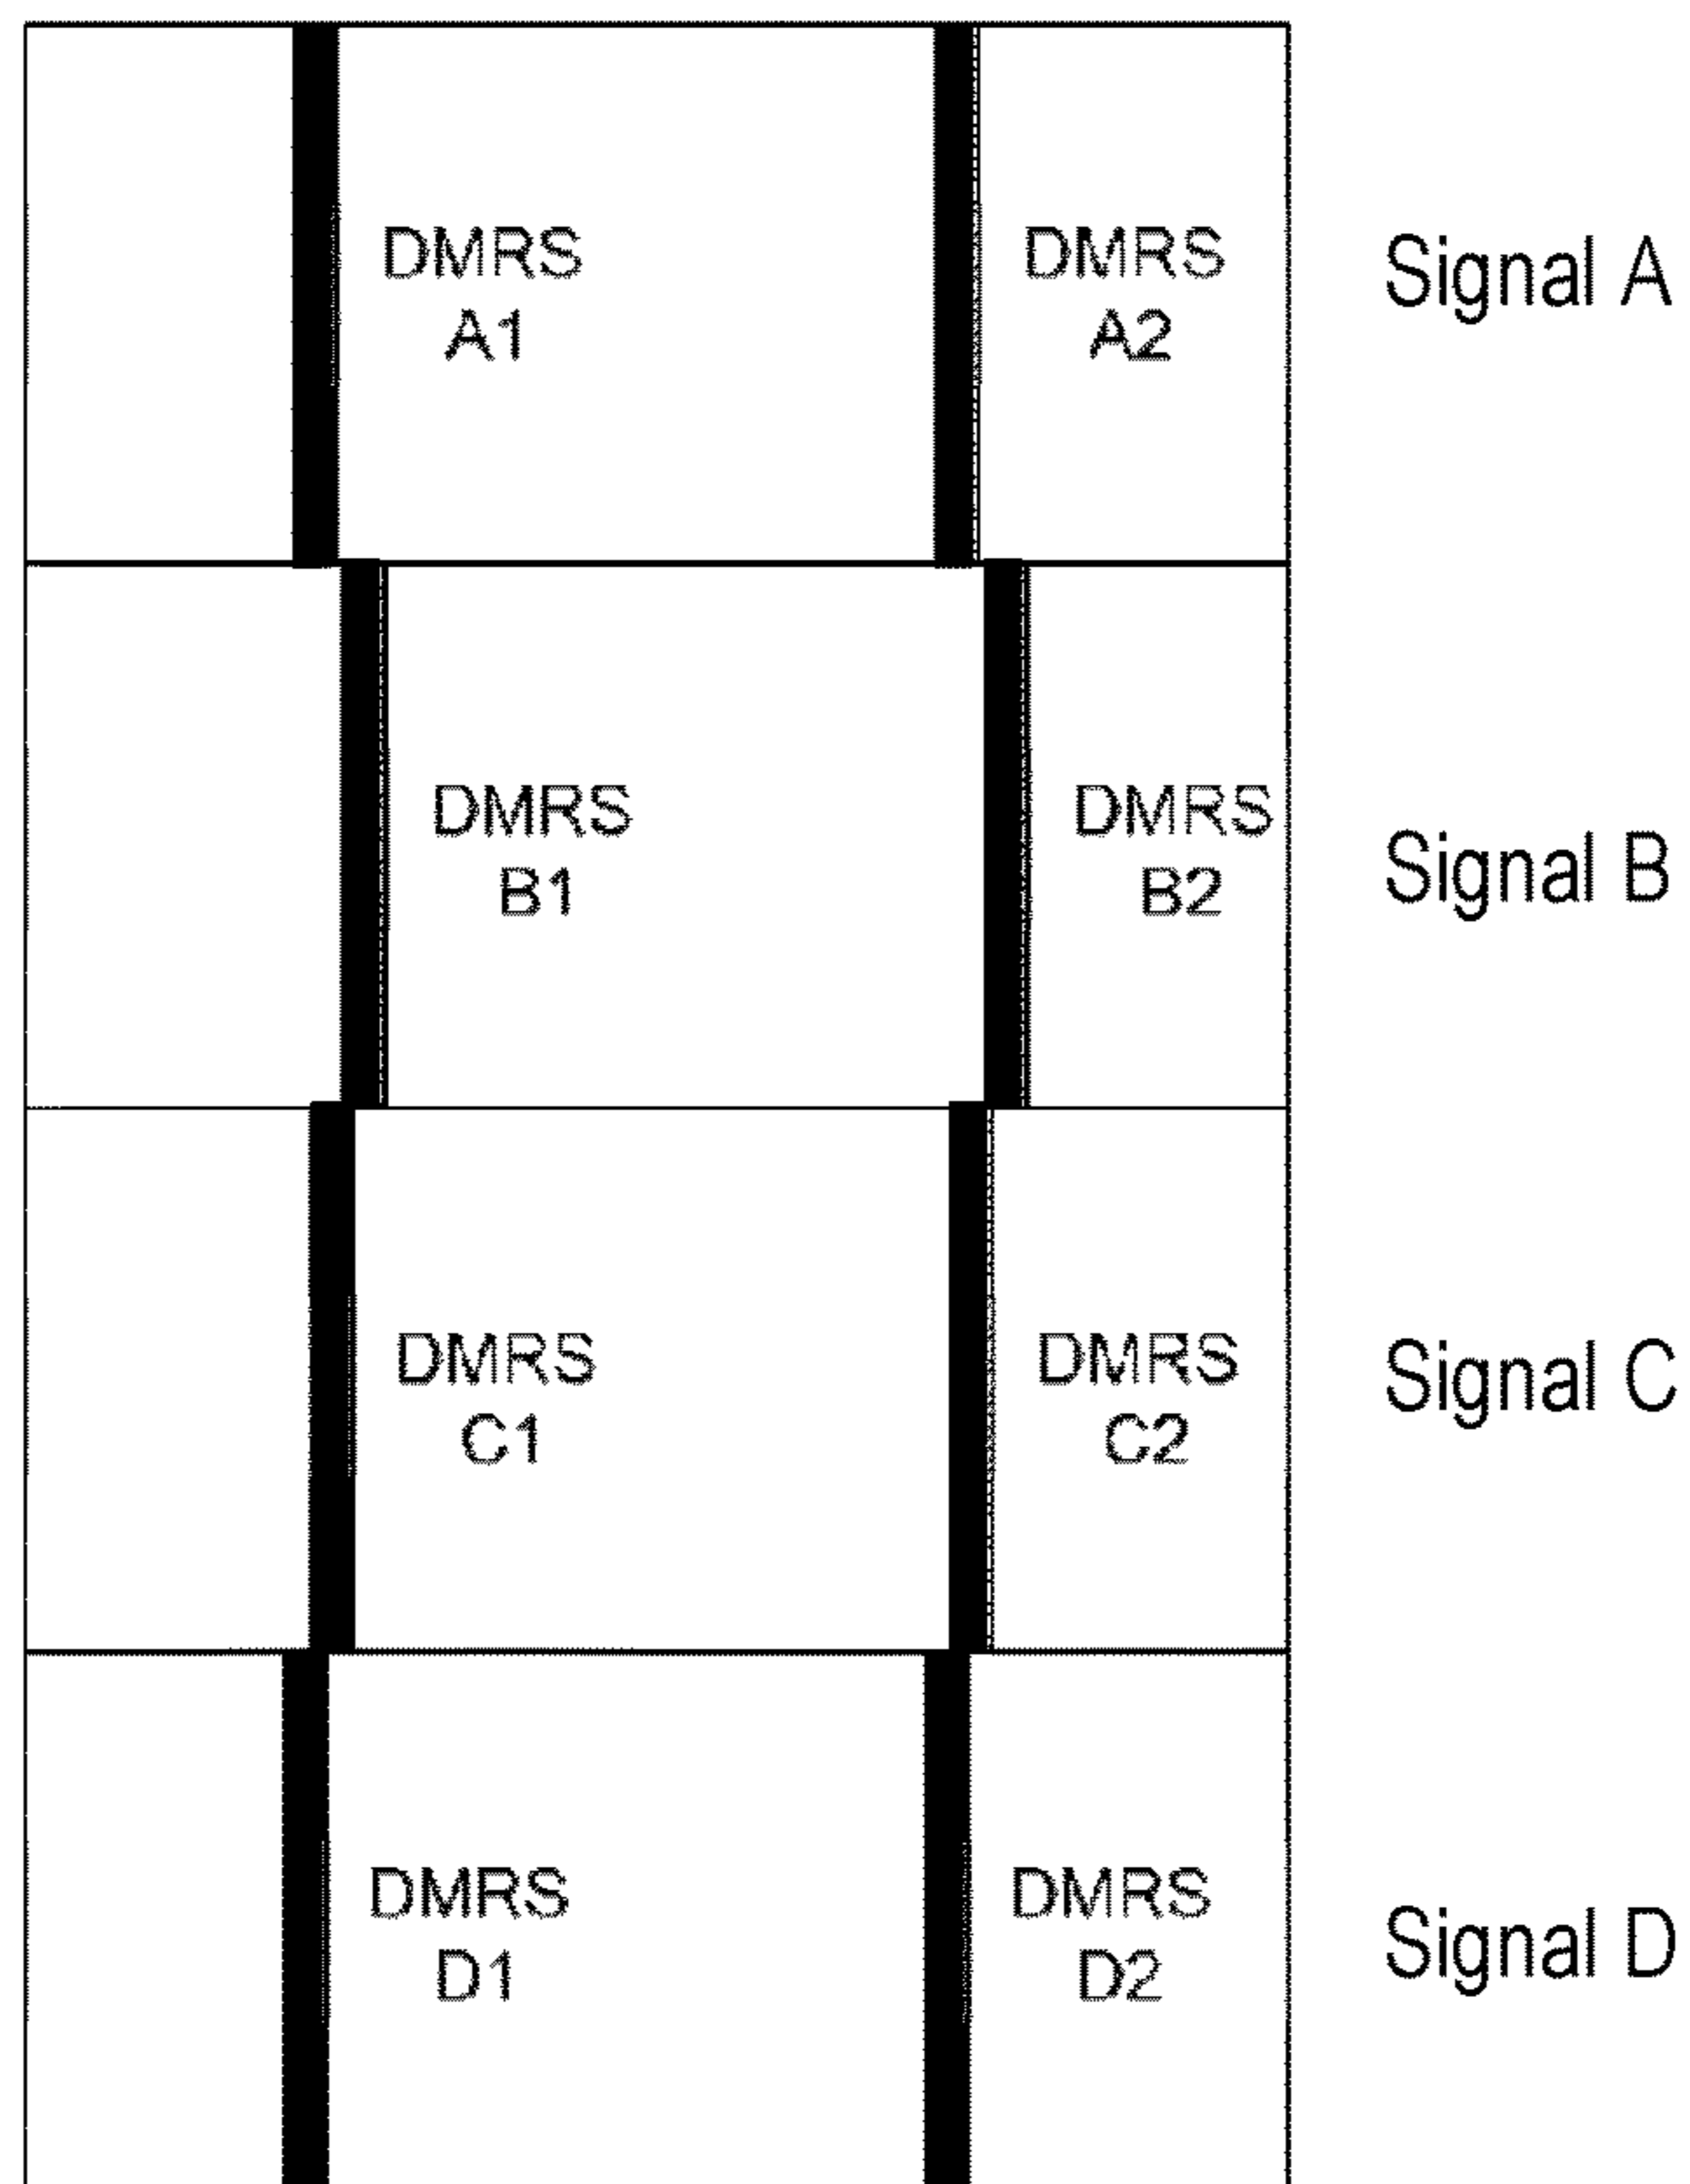 DMRS
A1
DMRS
A2
Signal A
DMRS
B1
DMRS
B2
Signal B
DMRS
C1
DMRS
C2
Signal C
DMRS
D1
DMRS
D2
Signal D